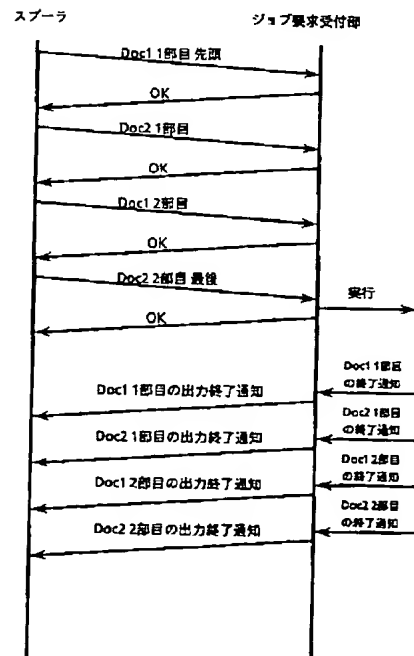 スプーラ
ジョブ要求受付部
Doc1 1部目 先頭
OK
Doc2 1部目
OK
Doc1 2部目
OK
Doc2 2部目 最後
実行
OK
Doc1 1部目
の終了通知
Doc1 1部目の出力終了通知
Doc2 1部目
の終了通知
Doc2 1部目の出力終了通知
Doc1 2部目
の終了通知
Doc1 2部目の出力終了通知
Doc2 2部目
の終了通知
Doc2 2部目の出力終了通知